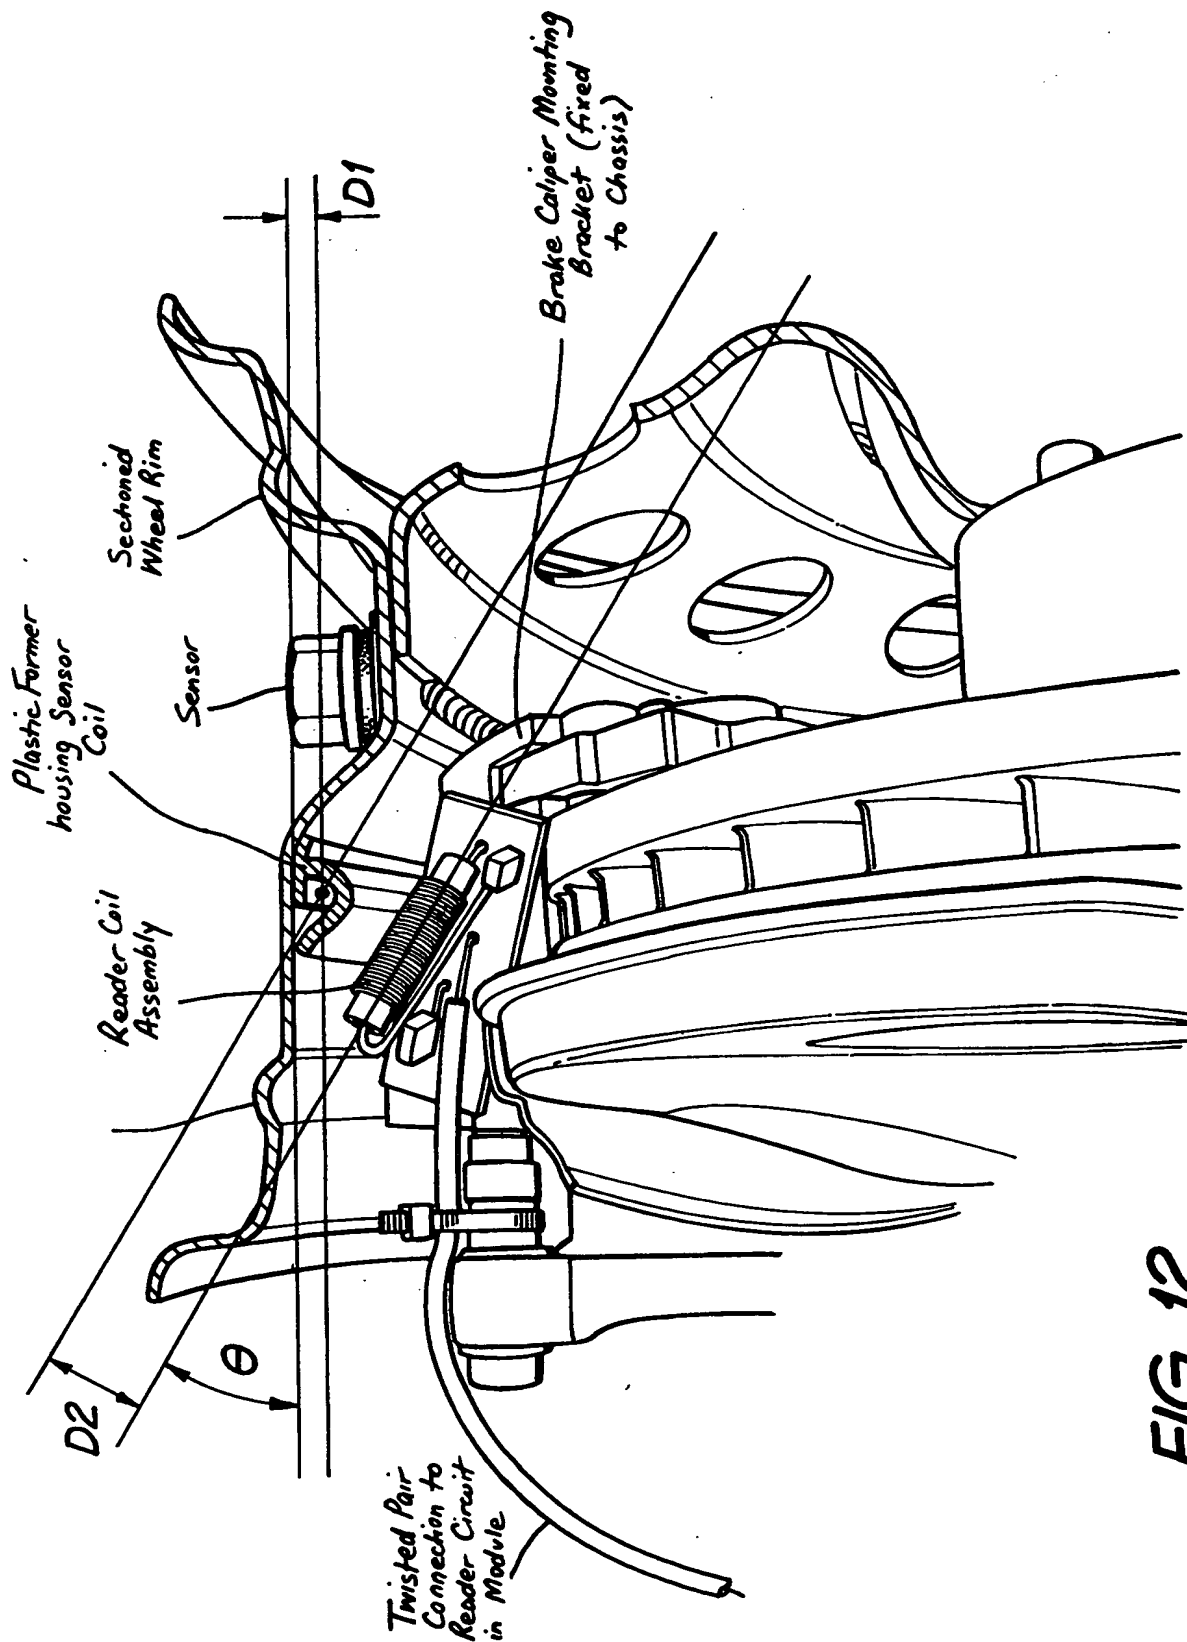 Twisted Pair
Connection to
Reader Circuit
in Module
D2
θ
Reader Coil
Assembly
Plastic Former
housing Sensor
Coil
Sensor
Sectioned
Wheel Rim
D1
Brake Caliper Mounting
Bracket (fixed
to Chassis)
FIG. 12